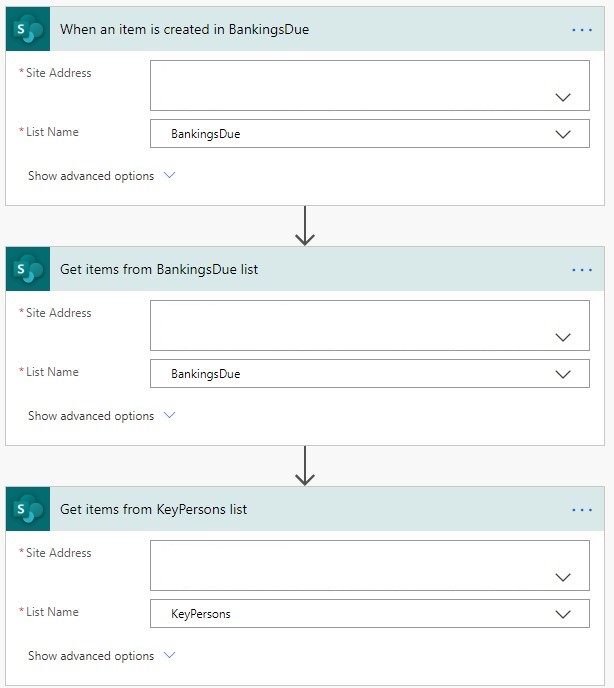 S
When an item is created in BankingsDue
...
* Site Address
* List Name
BankingsDue
Show advanced options
S
Get items from BankingsDue list
...
* Site Address
* List Name
BankingsDue
Show advanced options
S
Get items from KeyPersons list
...
* Site Address
* List Name
KeyPersons
Show advanced options